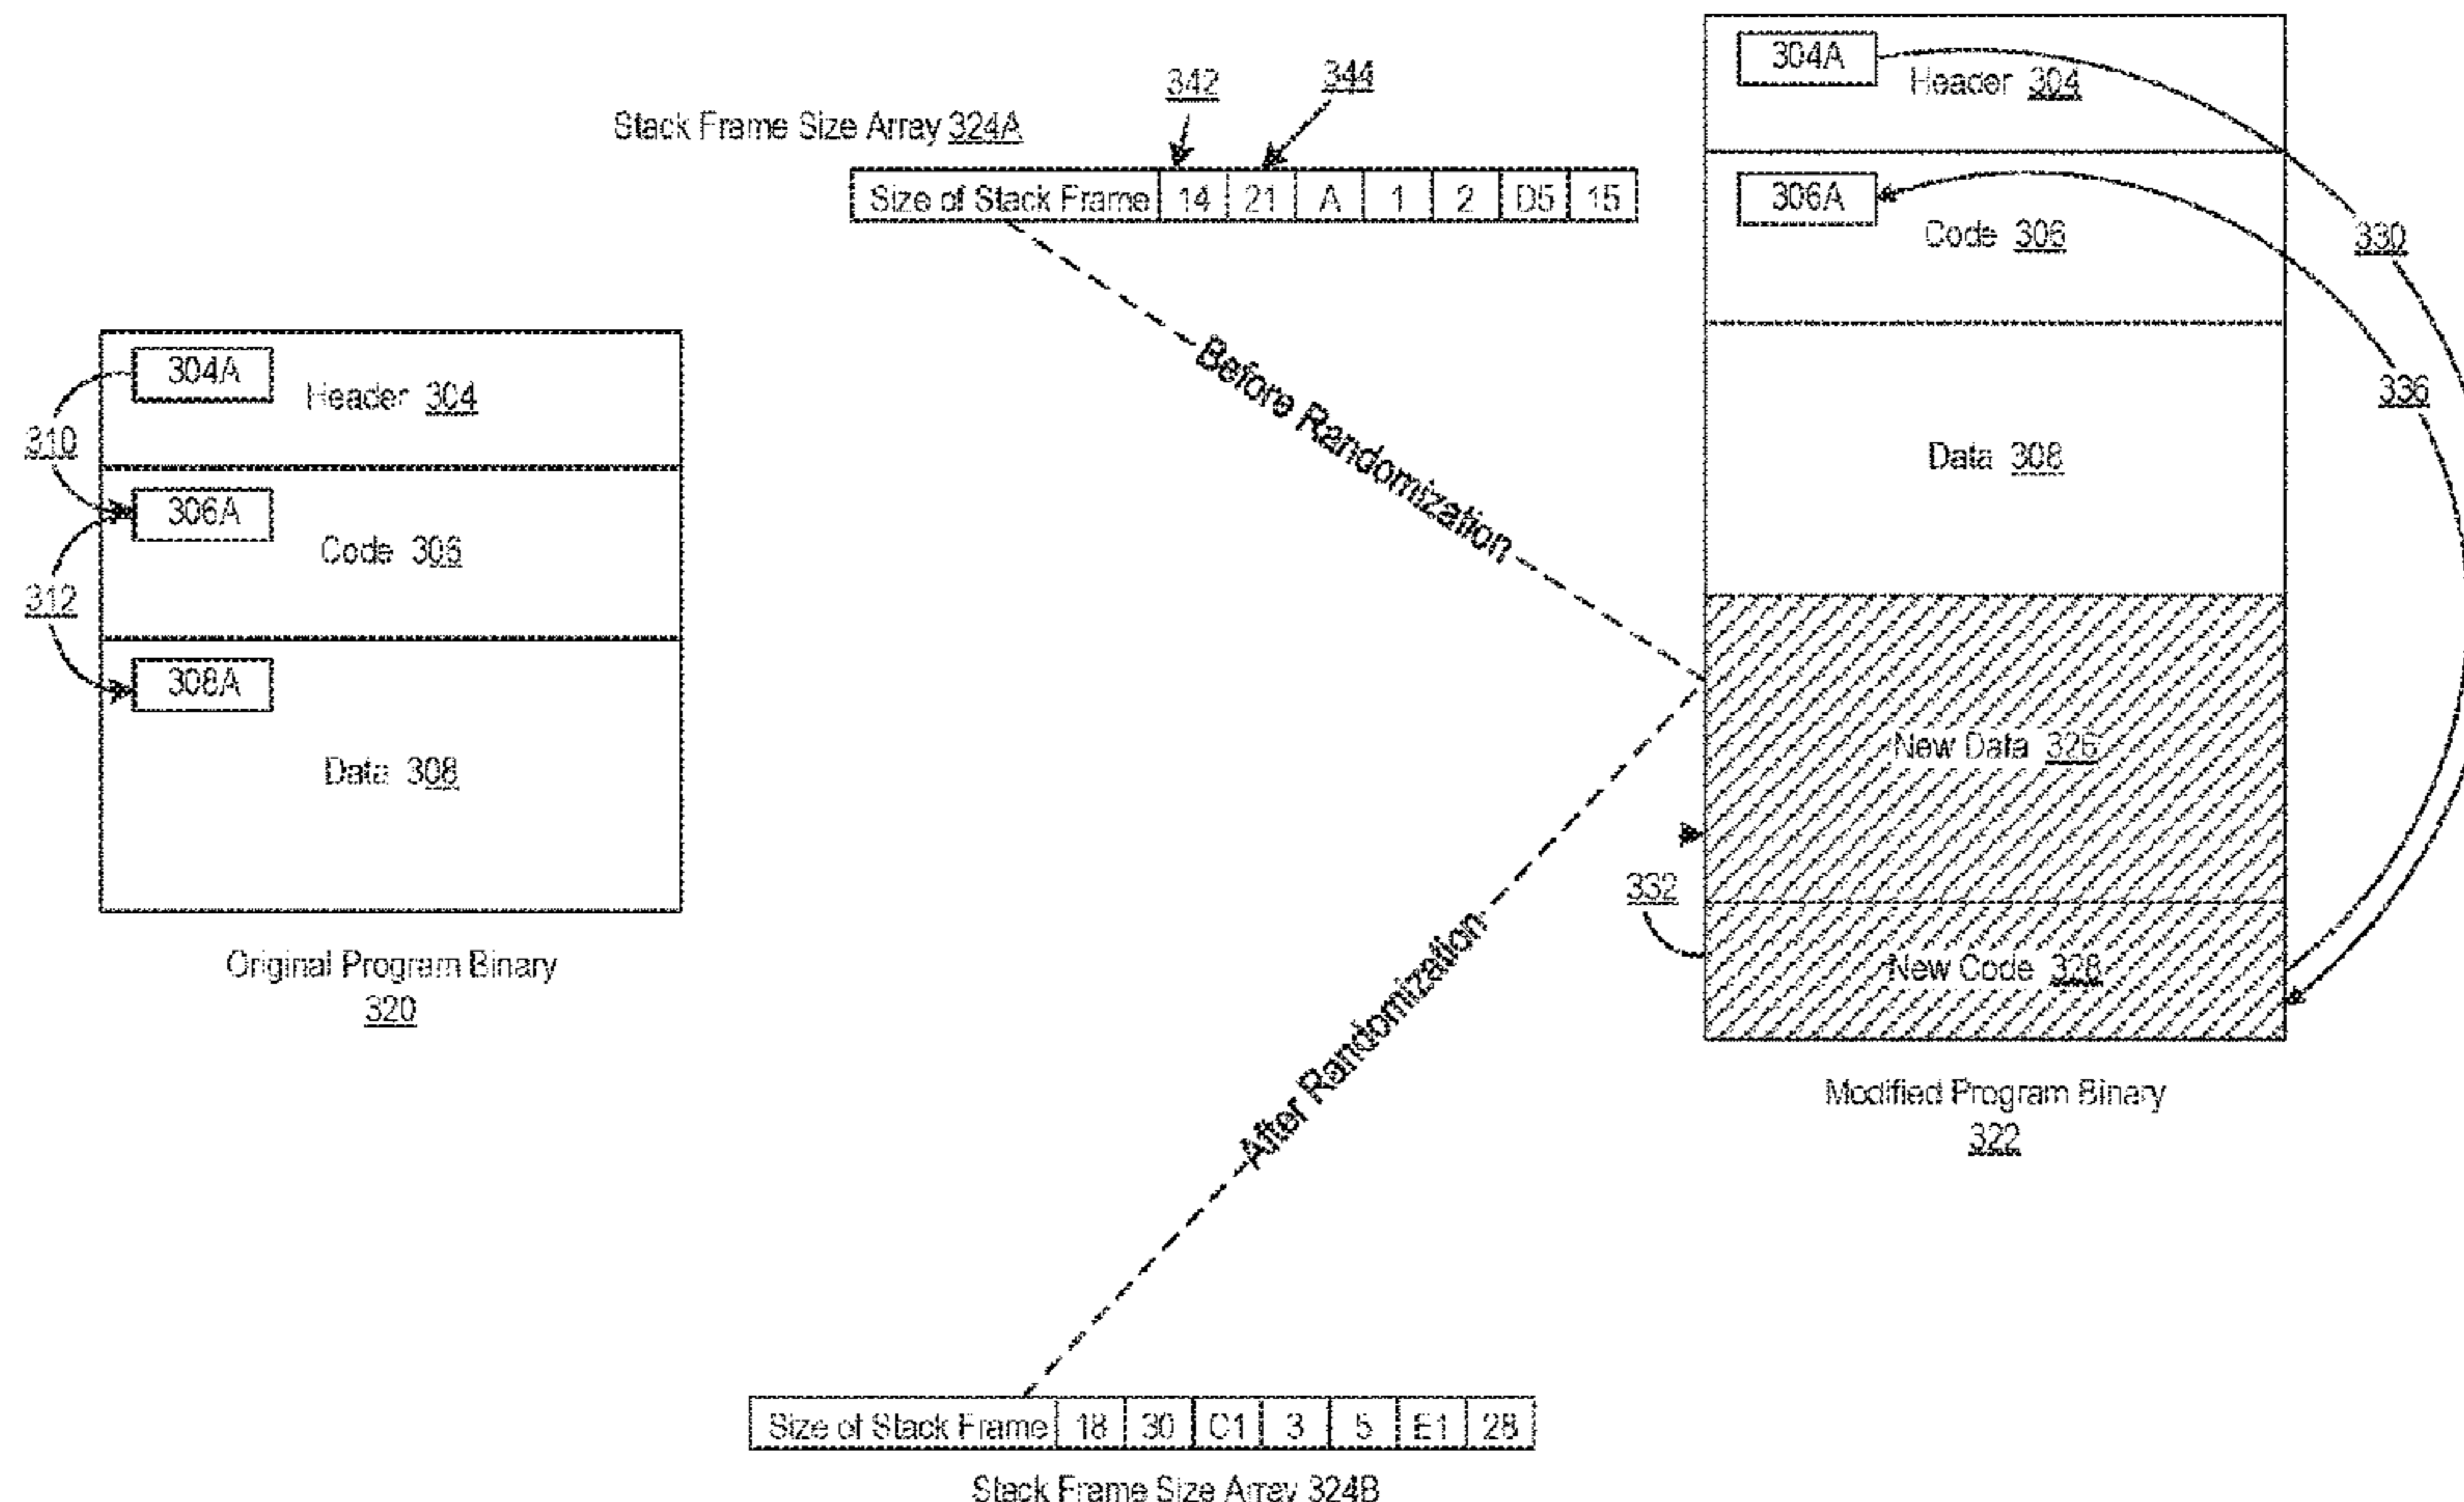 342
344
Stack Frame Size Array 324A
Size of Stack Frame 14 21 A 1 2 D5 15
304A
Header 304
306A
Code 306
330
336
Data 308
New Data 326
332
New Code 328
Modified Program Binary
322
304A
Header 304
310
306A
Code 306
312
308A
Data 308
Original Program Binary
320
Before Randomization
After Randomization
Size of Stack Frame 18 30 C1 3 5 E1 28
Stack Frame Size Array 324B